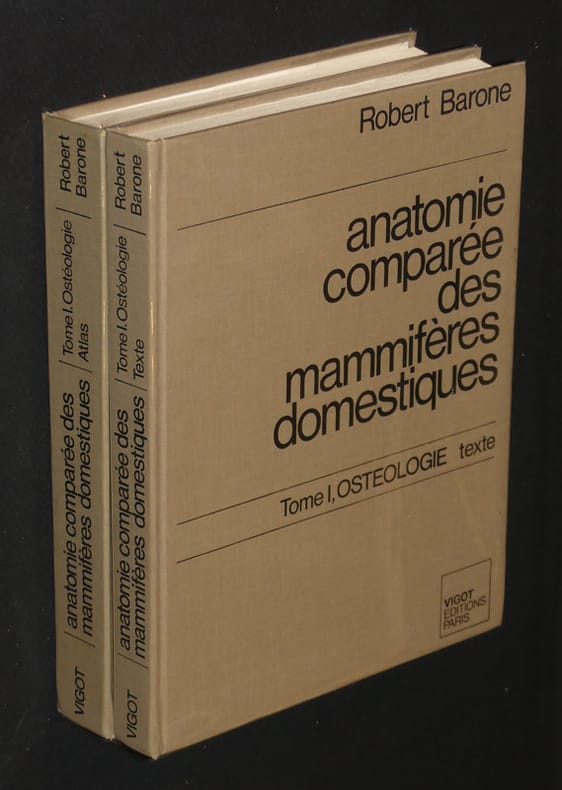 Robert Barone
anatomie
comparée
des
mammifères
domestiques
Tome I, OSTEOLOGIE texte
VIGOT
EDITIONS
PARIS
Robert
Barone
Tome I. Ostéologie
Atlas
anatomie comparée des
mammifères domestiques
VIGOT
Robert
Barone
Tome I. Ostéologie
Texte
anatomie comparée des
mammifères domestiques
VIGOT